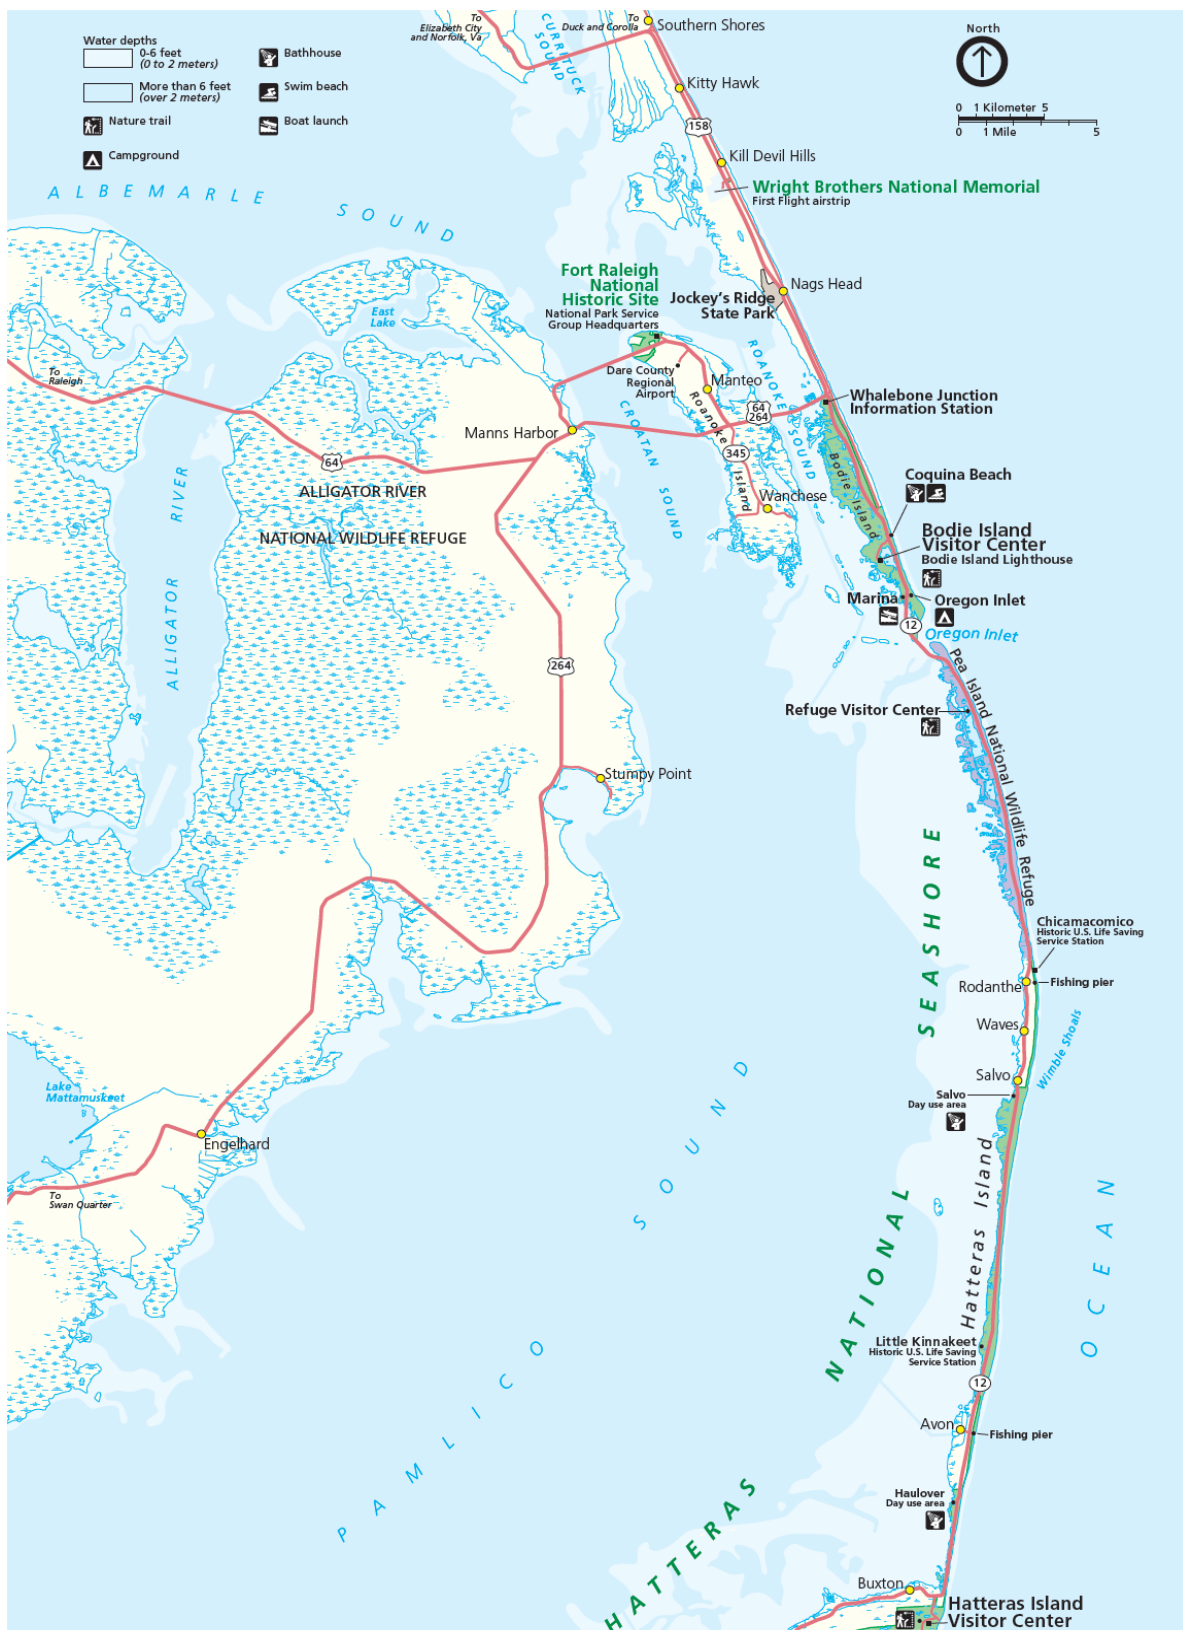 To
Elizabeth City
and Norfolk, Va
CURRITUCK
SOUND
To
Duck and Corolla
Southern Shores
North
Water depths
0-6 feet
(0 to 2 meters)
More than 6 feet
(over 2 meters)
Nature trail
Campground
Bathhouse
Swim beach
Boat launch
0 1 Kilometer 5
0 1 Mile 5
Kitty Hawk
158
Kill Devil Hills
Wright Brothers National Memorial
First Flight airstrip
ALBEMARLE SOUND
Fort Raleigh
National
Historic Site
National Park Service
Group Headquarters
Nags Head
Jockey's Ridge
State Park
East
Lake
To
Raleigh
Dare County
Regional
Airport
Manteo
ROANOKE SOUND
Whalebone Junction
Information Station
64
264
Manns Harbor
CROATAN SOUND
Roanoke Island
345
Bodie Island
64
ALLIGATOR RIVER
NATIONAL WILDLIFE REFUGE
Wanchese
Coquina Beach
Bodie Island
Visitor Center
Bodie Island Lighthouse
ALLIGATOR RIVER
Marina
Oregon Inlet
12
Oregon Inlet
264
Pea Island National Wildlife Refuge
Refuge Visitor Center
Stumpy Point
Chicamacomico
Historic U.S. Life Saving
Service Station
Rodanthe
Fishing pier
Waves
Wimble Shoals
Salvo
Salvo
Day use area
Lake
Mattamuskeet
Engelhard
To
Swan Quarter
Hatteras Island
PAMLICO SOUND
OCEAN
HATTERAS NATIONAL SEASHORE
Little Kinnakeet
Historic U.S. Life Saving
Service Station
12
Avon
Fishing pier
Haulover
Day use area
Buxton
Hatteras Island
Visitor Center